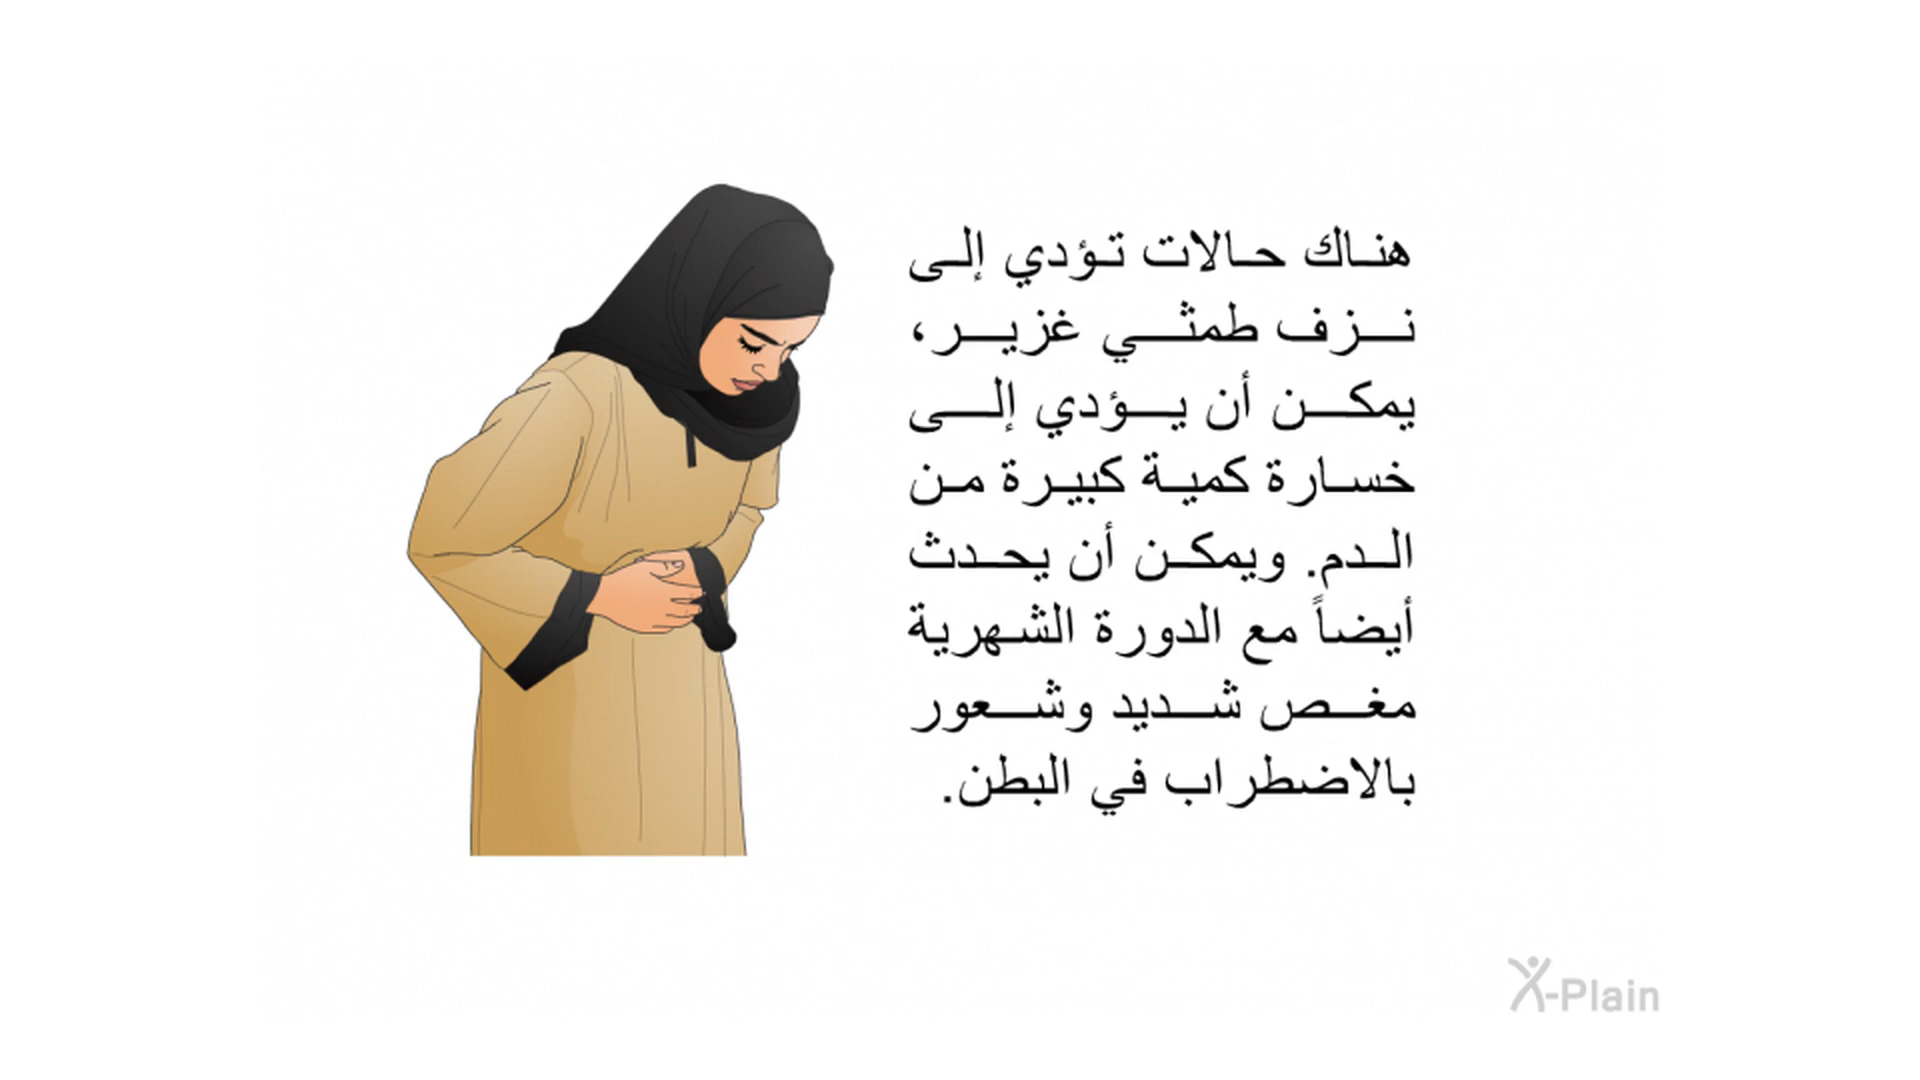 هناك حالات تؤدي إلى
نزف طمثي غزير،
يمكن أن يؤدي إلى
خسارة كمية كبيرة من
الدم. ويمكن أن يحدث
أيضاً مع الدورة الشهرية
مغص شديد وشعور
بالاضطراب في البطن.
X-Plain